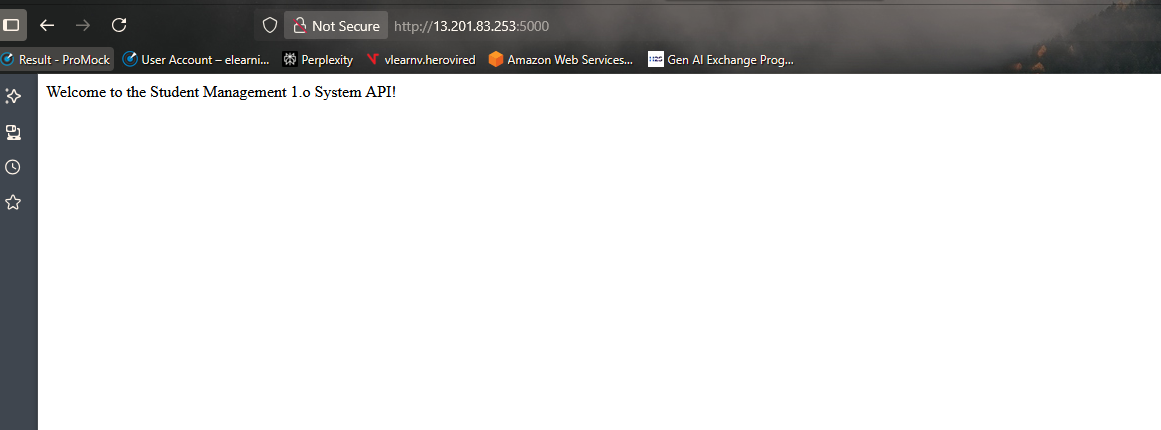 Not Secure http://13.201.83.253:5000
Result - ProMock User Account – elearni... Perplexity vlearnv.herovired Amazon Web Services... Gen AI Exchange Prog...
Welcome to the Student Management 1.o System API!